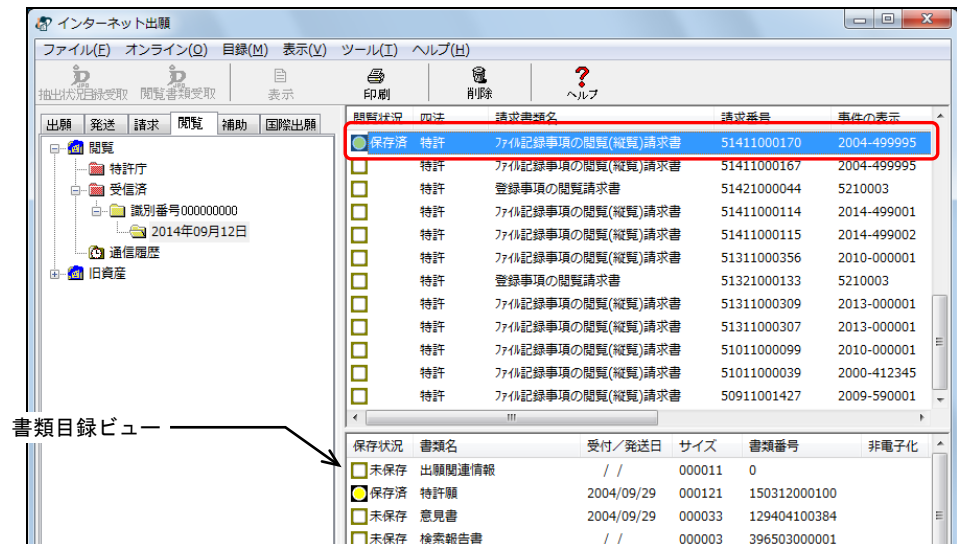 インターネット出願
ファイル(F) オンライン(O) 目録(M) 表示(V) ツール(T) ヘルプ(H)
抽出状況目録受取 閲覧書類受取 表示 印刷 削除 ヘルプ
出願 発送 請求 閲覧 補助 国際出願
閲覧
特許庁
受信済
識別番号000000000
2014年09月12日
通信履歴
旧資産
閲覧状況 四法 請求書類名 請求番号 事件の表示
保存済 特許 ファイル記録事項の閲覧(縦覧)請求書 51411000170 2004-499995
特許 ファイル記録事項の閲覧(縦覧)請求書 51411000167 2004-499995
特許 登録事項の閲覧請求書 51421000044 5210003
特許 ファイル記録事項の閲覧(縦覧)請求書 51411000114 2014-499001
特許 ファイル記録事項の閲覧(縦覧)請求書 51411000115 2014-499002
特許 ファイル記録事項の閲覧(縦覧)請求書 51311000356 2010-000001
特許 登録事項の閲覧請求書 51321000133 5210003
特許 ファイル記録事項の閲覧(縦覧)請求書 51311000309 2013-000001
特許 ファイル記録事項の閲覧(縦覧)請求書 51311000307 2013-000001
特許 ファイル記録事項の閲覧(縦覧)請求書 51011000099 2010-000001
特許 ファイル記録事項の閲覧(縦覧)請求書 51011000039 2000-412345
特許 ファイル記録事項の閲覧(縦覧)請求書 50911001427 2009-590001
書類目録ビュー
保存状況 書類名 受付/発送日 サイズ 書類番号 非電子化
未保存 出願関連情報 / / 000011 0
保存済 特許願 2004/09/29 000121 150312000100
未保存 意見書 2004/09/29 000033 129404100384
未保存 検索報告書 / / 000003 396503000001